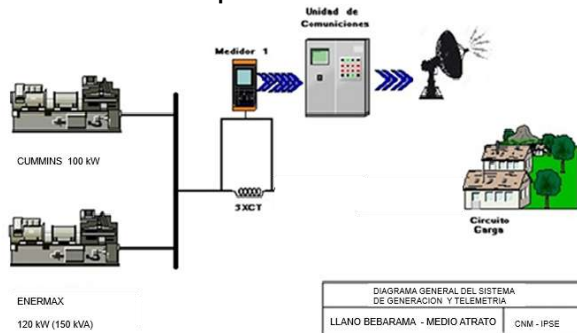 Unidad de
Comuniciones
Medidor 1
CUMMINS 100 kW
3XCT
Circuito
Carga
ENERMAX
120 kW (150 kVA)
DIAGRAMA GENERAL DEL SISTEMA
DE GENERACION Y TELEMETRIA
LLANO BEBARAMA - MEDIO ATRATO
CNM - IPSE